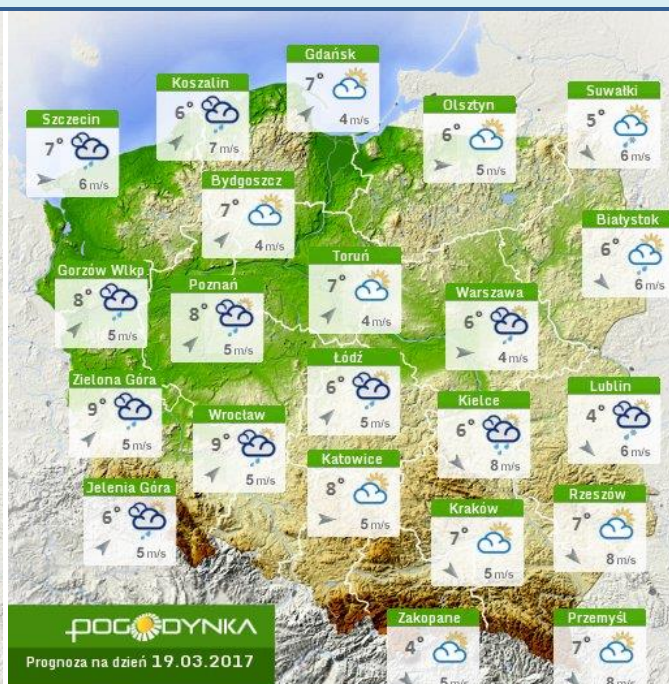 Gdańsk
7°
4 m/s
Koszalin
6°
7 m/s
Szczecin
7°
6 m/s
Olsztyn
6°
5 m/s
Suwałki
5°
6 m/s
Bydgoszcz
7°
4 m/s
Białystok
6°
6 m/s
Gorzów Wlkp.
8°
5 m/s
Poznań
8°
5 m/s
Toruń
7°
4 m/s
Warszawa
6°
4 m/s
Zielona Góra
9°
5 m/s
Wrocław
9°
5 m/s
Łódź
6°
5 m/s
Kielce
6°
8 m/s
Lublin
4°
6 m/s
Jelenia Góra
6°
5 m/s
Katowice
8°
5 m/s
Kraków
7°
5 m/s
Rzeszów
7°
8 m/s
Zakopane
4°
5 m/s
Przemyśl
7°
8 m/s
POGODYNKA
Prognoza na dzień 19.03.2017